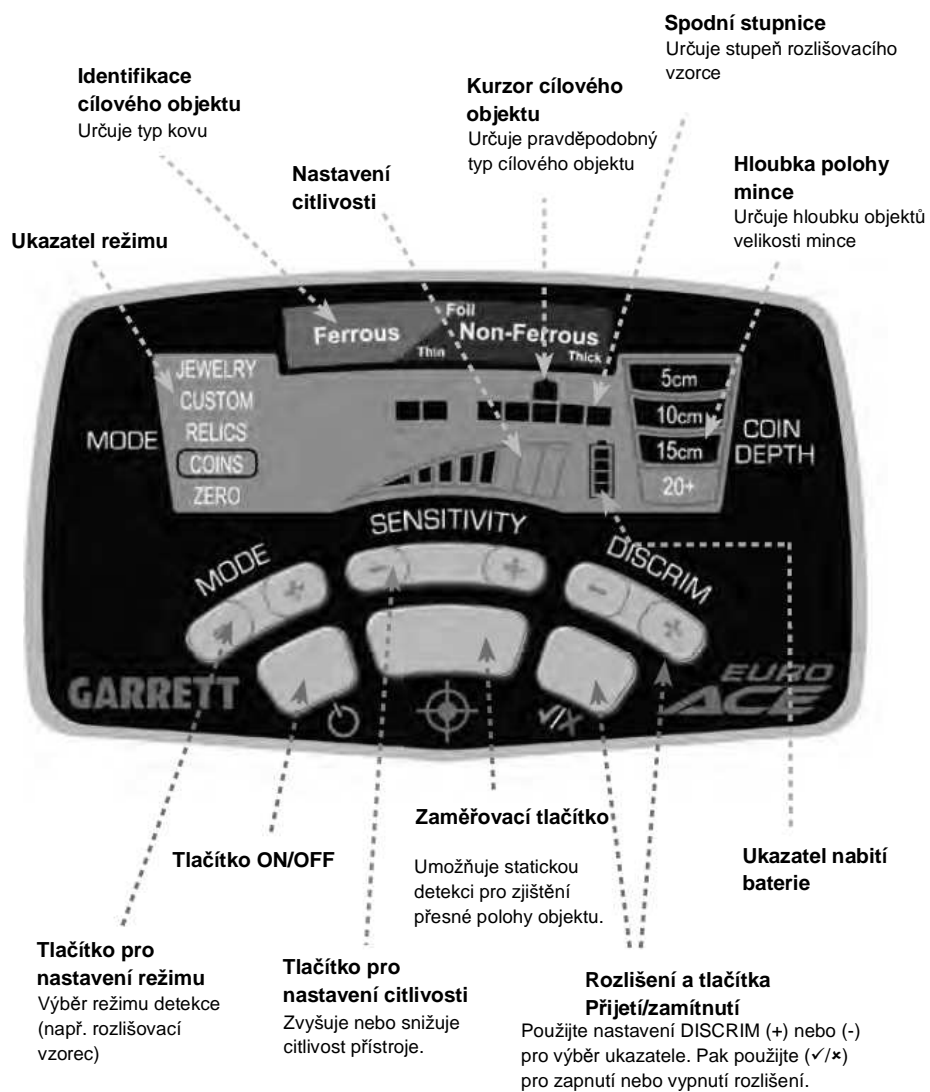 Spodní stupnice
Určuje stupeň rozlišovacího
vzorce
Identifikace
cílového objektu
Určuje typ kovu
Kurzor cílového
objektu
Určuje pravděpodobný
typ cílového objektu
Nastavení
citlivosti
Hloubka polohy
mince
Určuje hloubku objektů
velikosti mince
Ukazatel režimu
Ferrous
Foil
Non-Ferrous
Thin
Thick
MODE
JEWELRY
CUSTOM
RELICS
COINS
ZERO
5cm
10cm
15cm
20+
COIN
DEPTH
SENSITIVITY
MODE
DISCRIM
- +
- +
- +
GARRETT
✓/X
EURO
ACE
Zaměřovací tlačítko
Umožňuje statickou
detekci pro zjištění
přesné polohy objektu.
Tlačítko ON/OFF
Ukazatel nabití
baterie
Tlačítko pro
nastavení režimu
Výběr režimu detekce
(např. rozlišovací
vzorec)
Tlačítko pro
nastavení citlivosti
Zvyšuje nebo snižuje
citlivost přístroje.
Rozlišení a tlačítka
Přijetí/zamítnutí
Použijte nastavení DISCRIM (+) nebo (-)
pro výběr ukazatele. Pak použijte (✓/×)
pro zapnutí nebo vypnutí rozlišení.